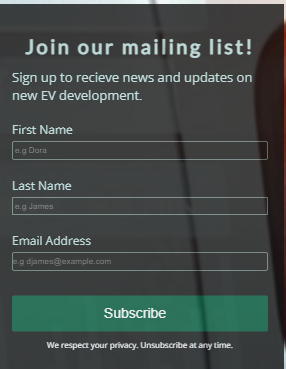 Join our mailing list!
Sign up to recieve news and updates on
new EV development.
First Name
e.g Dora
Last Name
e.g James
Email Address
e.g djames@example.com
Subscribe
We respect your privacy. Unsubscribe at any time.